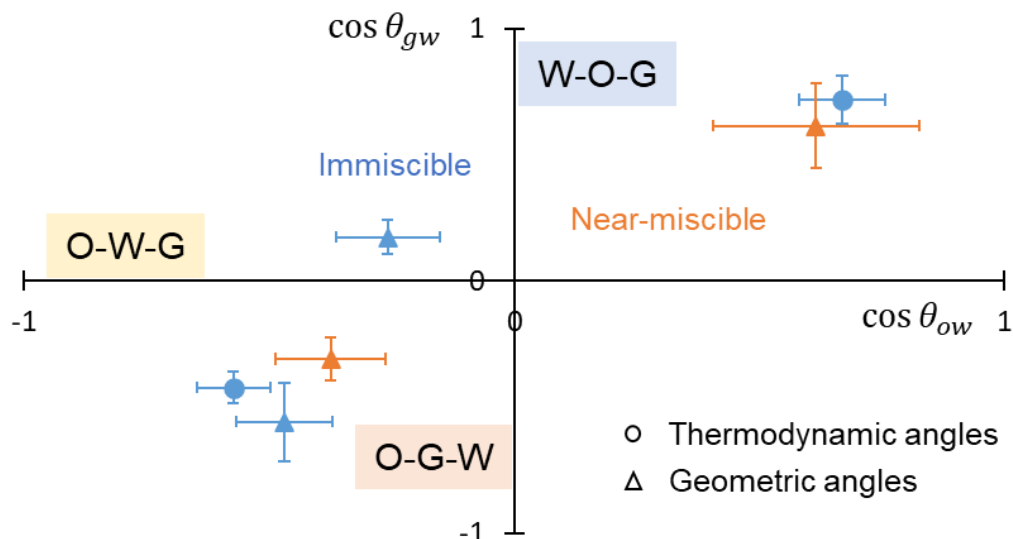 1
cos θgw
W-O-G
Immiscible
Near-miscible
O-W-G
0
-1
0
cos θow
1
O-G-W
Thermodynamic angles
Geometric angles
-1